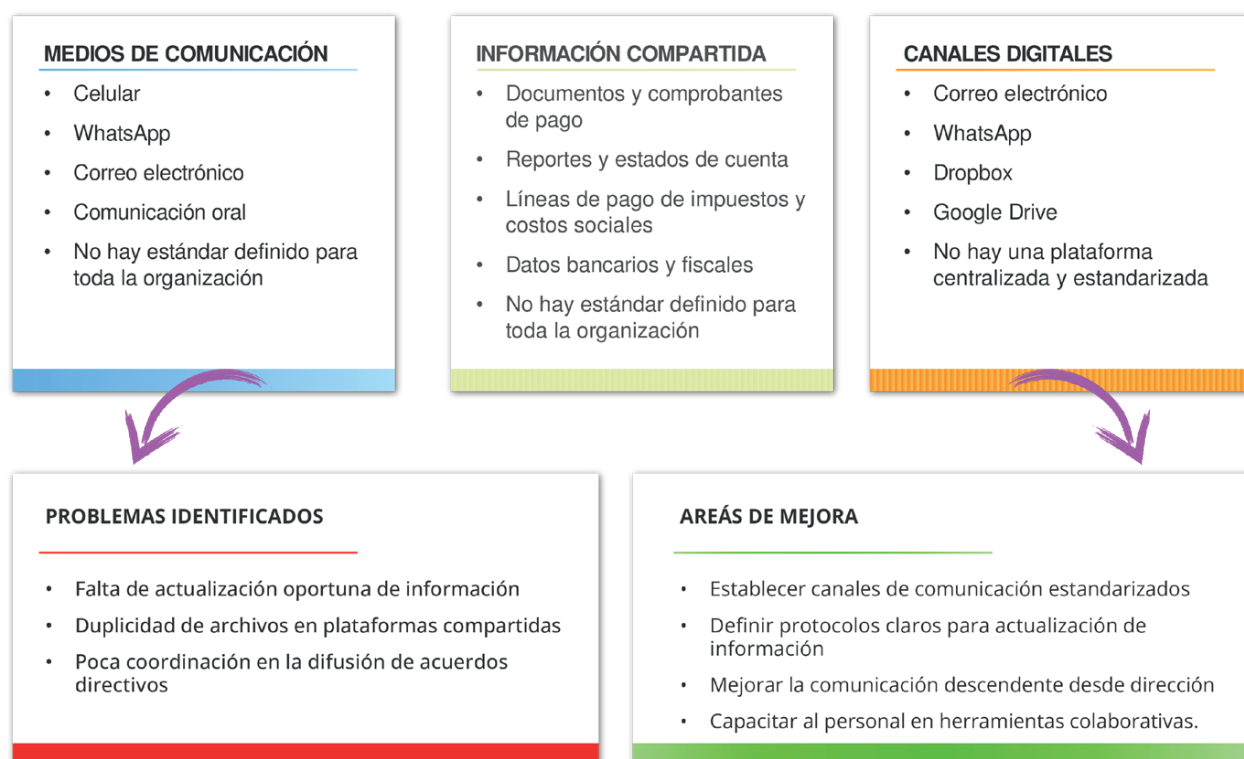 MEDIOS DE COMUNICACIÓN
• Celular
• WhatsApp
• Correo electrónico
• Comunicación oral
• No hay estándar definido para
toda la organización
INFORMACIÓN COMPARTIDA
• Documentos y comprobantes
de pago
• Reportes y estados de cuenta
• Líneas de pago de impuestos y
costos sociales
• Datos bancarios y fiscales
• No hay estándar definido para
toda la organización
CANALES DIGITALES
• Correo electrónico
• WhatsApp
• Dropbox
• Google Drive
• No hay una plataforma
centralizada y estandarizada
PROBLEMAS IDENTIFICADOS
• Falta de actualización oportuna de información
• Duplicidad de archivos en plataformas compartidas
• Poca coordinación en la difusión de acuerdos
directivos
AREÁS DE MEJORA
• Establecer canales de comunicación estandarizados
• Definir protocolos claros para actualización de
información
• Mejorar la comunicación descendente desde dirección
• Capacitar al personal en herramientas colaborativas.